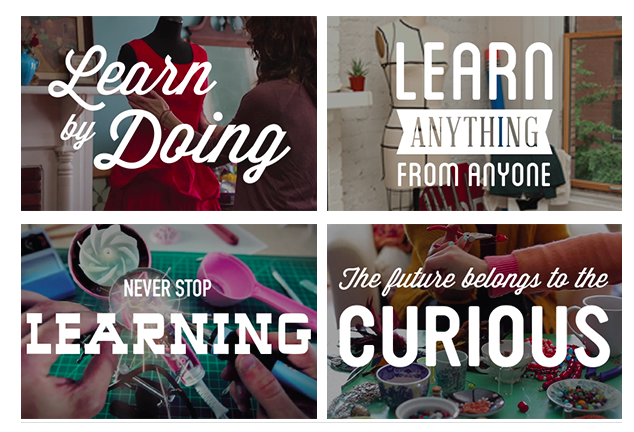 Learn
by Doing
LEARN
ANYTHING
FROM ANYONE
NEVER STOP
LEARNING
The future belongs to the
CURIOUS